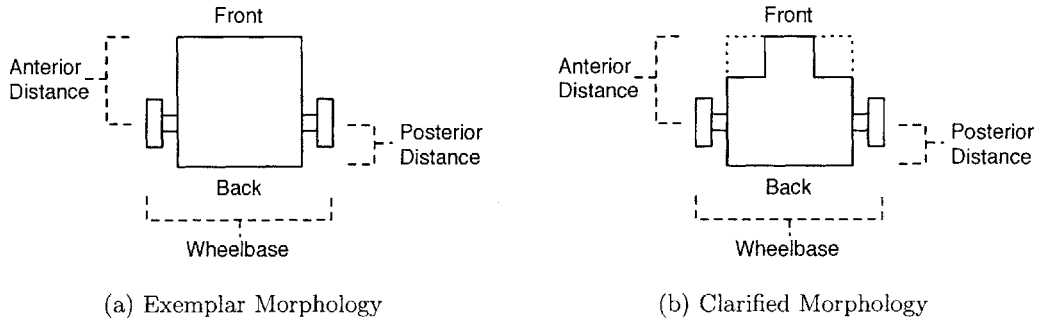 Front
Anterior
Distance
Posterior
Distance
Back
Wheelbase
(a) Exemplar Morphology
Front
Anterior
Distance
Posterior
Distance
Back
Wheelbase
(b) Clarified Morphology